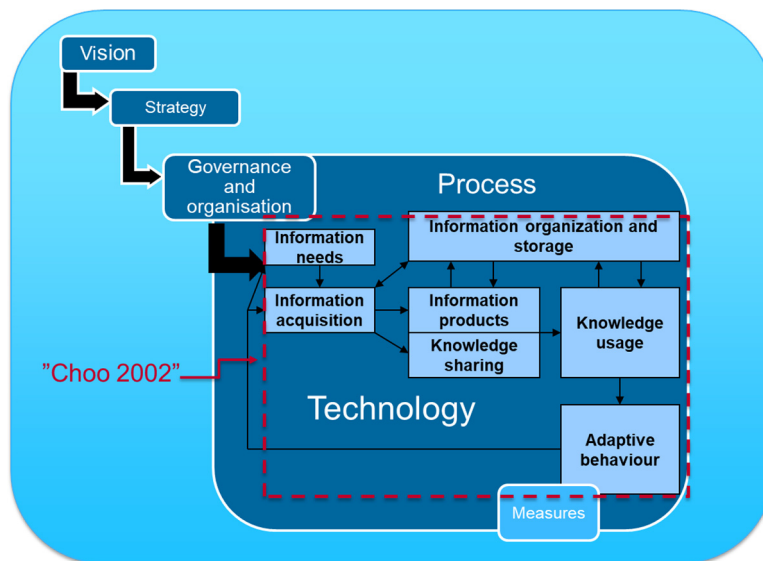 Vision
Strategy
Governance
and
organisation
Process
Information organization and
storage
Information
needs
Information
acquisition
Information
products
Knowledge
sharing
Knowledge
usage
"Choo 2002"
Technology
Adaptive
behaviour
Measures